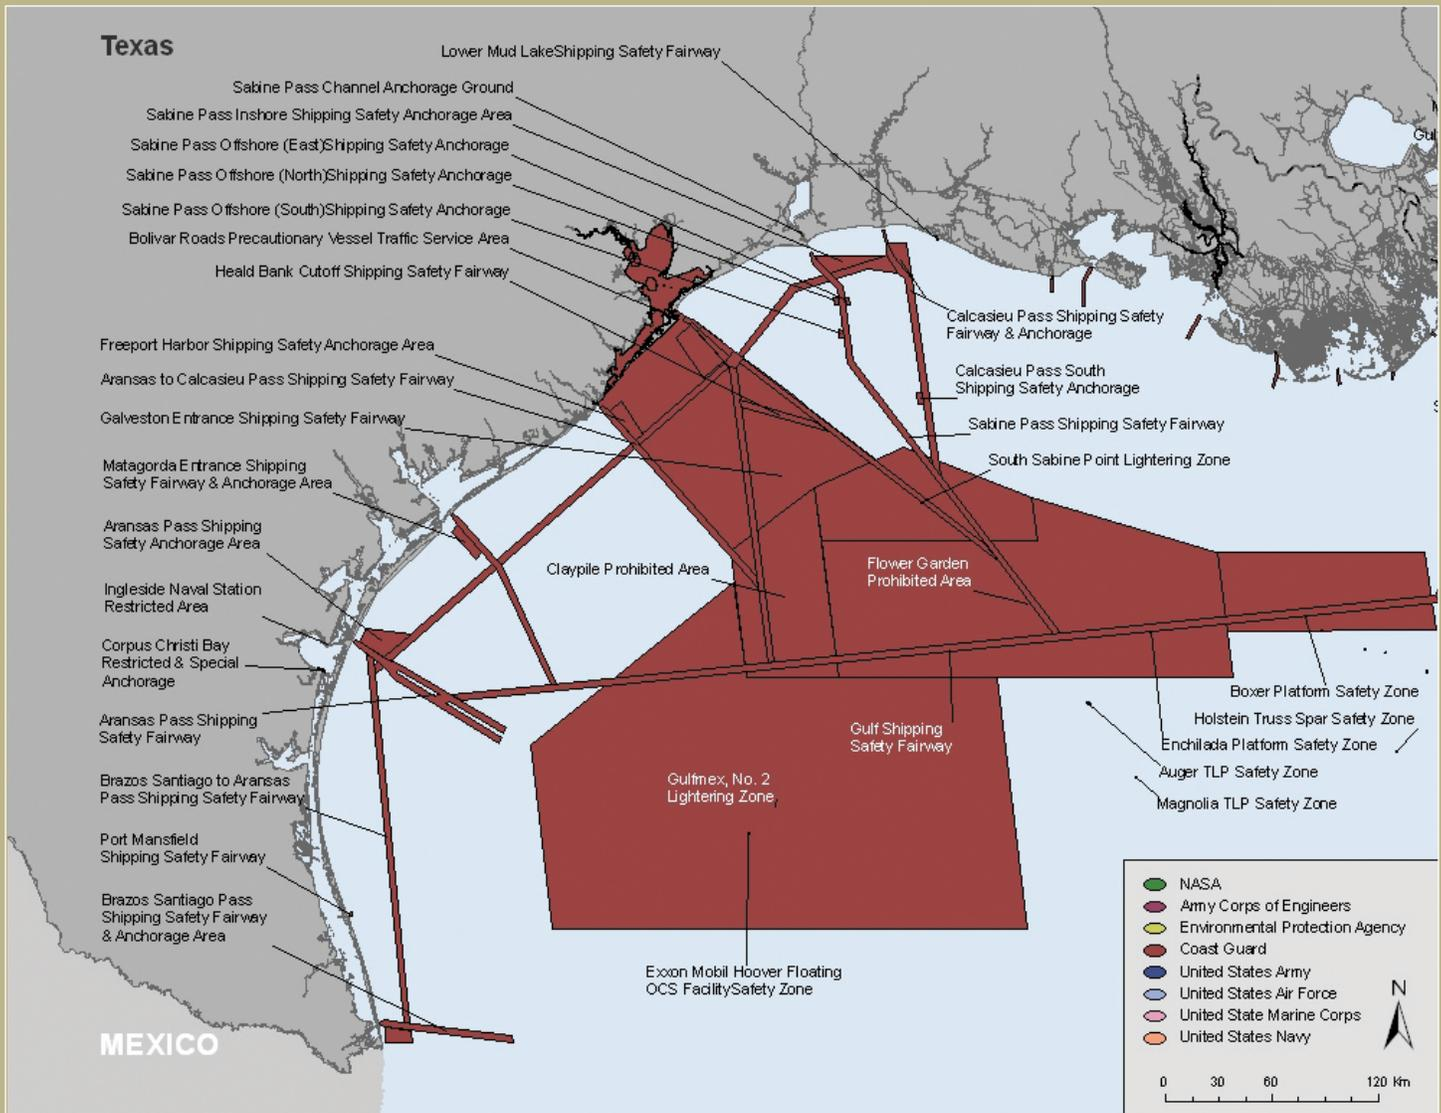 Texas
Lower Mud LakeShipping Safety Fairway
Sabine Pass Channel Anchorage Ground
Sabine Pass Inshore Shipping Safety Anchorage Area
Sabine Pass Offshore (East)Shipping Safety Anchorage
Sabine Pass Offshore (North)Shipping Safety Anchorage
Sabine Pass Offshore (South)Shipping Safety Anchorage
Bolivar Roads Precautionary Vessel Traffic Service Area
Heald Bank Cutoff Shipping Safety Fairway
Freeport Harbor Shipping Safety Anchorage Area
Aransas to Calcasieu Pass Shipping Safety Fairway
Galveston Entrance Shipping Safety Fairway
Matagorda Entrance Shipping
Safety Fairway & Anchorage Area
Aransas Pass Shipping
Safety Anchorage Area
Ingleside Naval Station
Restricted Area
Corpus Christi Bay
Restricted & Special
Anchorage
Aransas Pass Shipping
Safety Fairway
Brazos Santiago to Aransas
Pass Shipping Safety Fairway
Port Mansfield
Shipping Safety Fairway
Brazos Santiago Pass
Shipping Safety Fairway
& Anchorage Area
MEXICO
Calcasieu Pass Shipping Safety
Fairway & Anchorage
Calcasieu Pass South
Shipping Safety Anchorage
Sabine Pass Shipping Safety Fairway
South Sabine Point Lightering Zone
Claypile Prohibited Area
Flower Garden
Prohibited Area
Gulf Shipping
Safety Fairway
Gulfmex, No. 2
Lightering Zone
Exxon Mobil Hoover Floating
OCS FacilitySafety Zone
Boxer Platform Safety Zone
Holstein Truss Spar Safety Zone
Enchilada Platform Safety Zone
Auger TLP Safety Zone
Magnolia TLP Safety Zone
NASA
Army Corps of Engineers
Environmental Protection Agency
Coast Guard
United States Army
United States Air Force
United State Marine Corps
United States Navy
N
0 30 60 120 Km